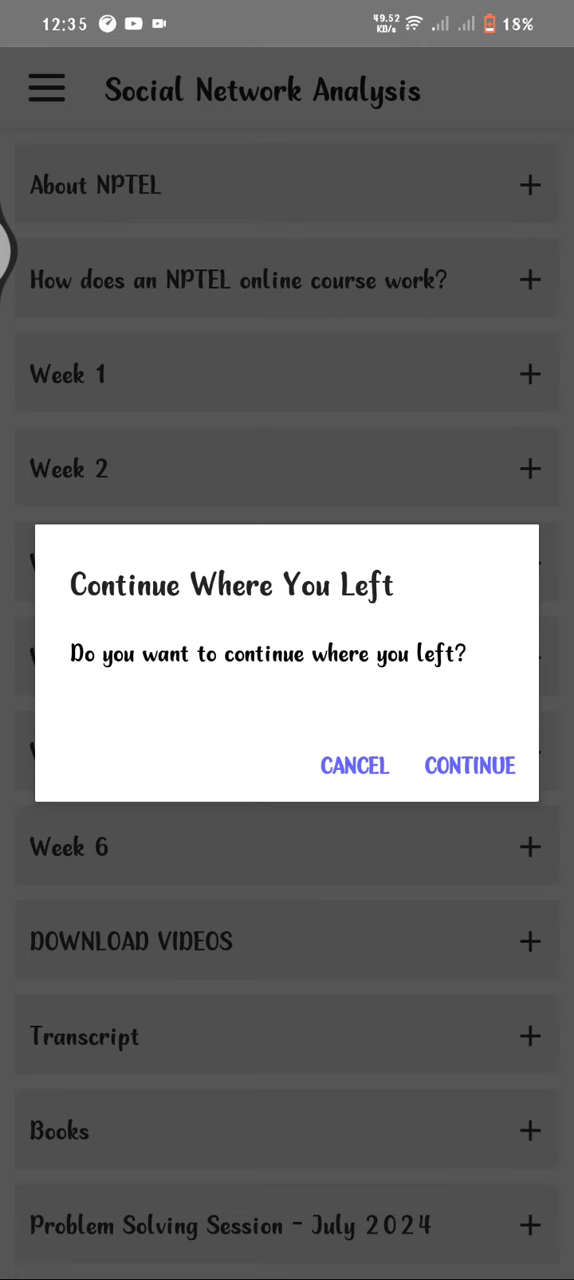 12:35
49.52
KB/s
18%
Social Network Analysis
About NPTEL
How does an NPTEL online course work?
Week 1
Week 2
Continue Where You Left
Do you want to continue where you left?
CANCEL
CONTINUE
Week 6
DOWNLOAD VIDEOS
Transcript
Books
Problem Solving Session - July 2024